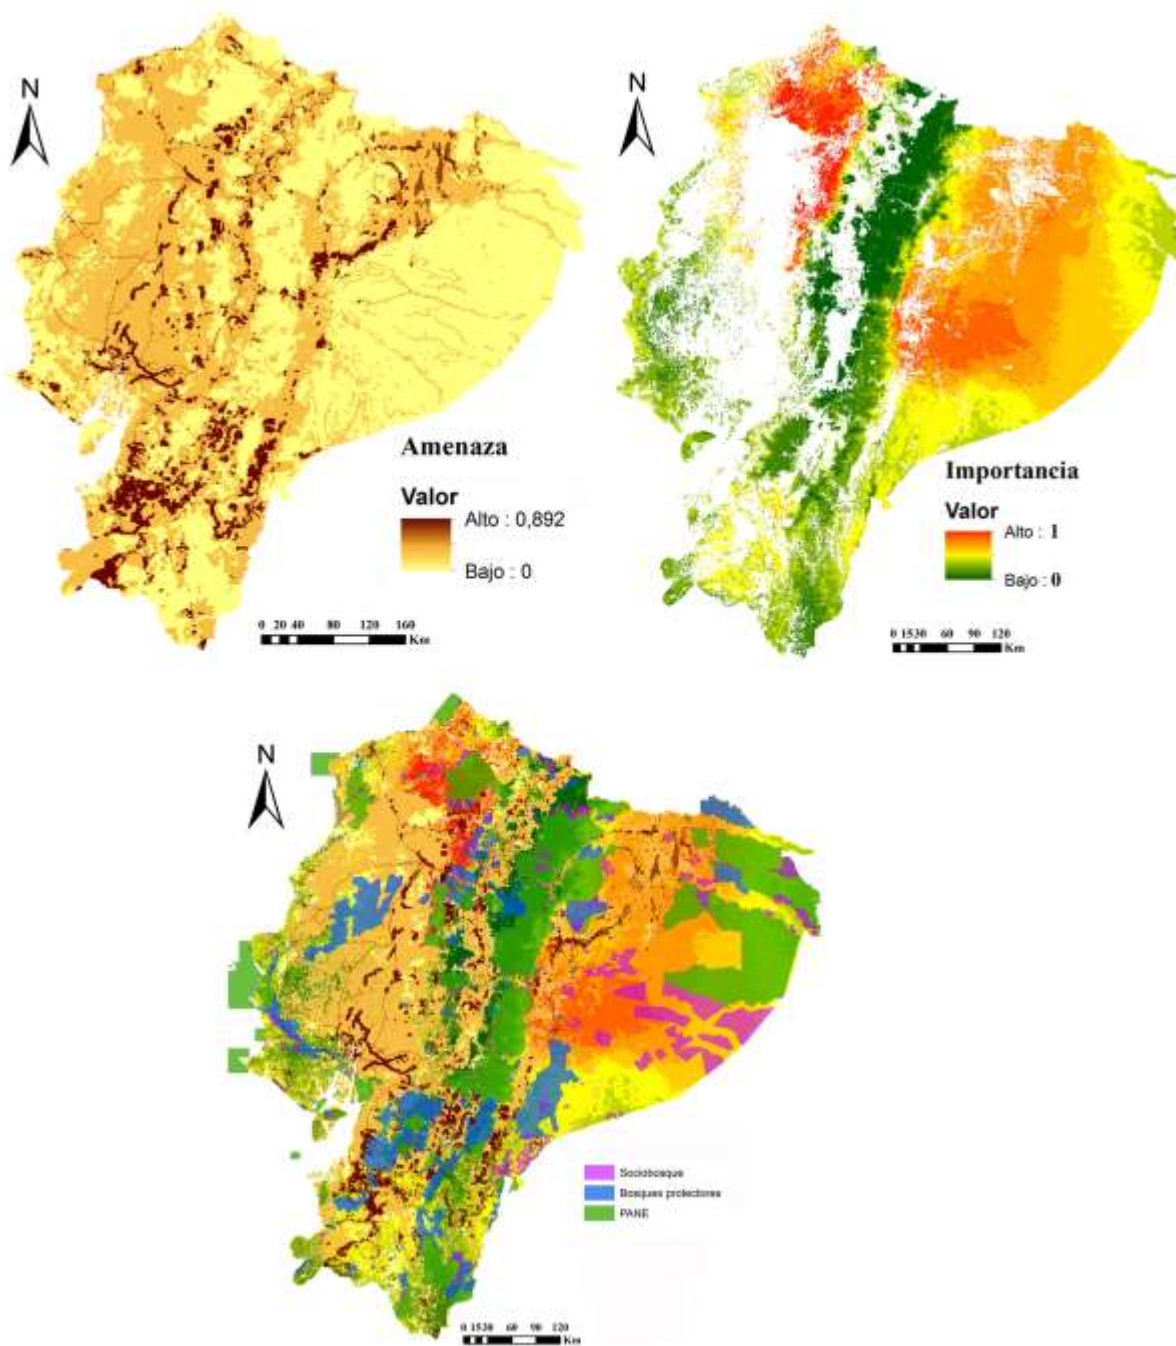 N
Amenaza
Valor
Alto : 0,892
Bajo : 0
0 20 40 80 120 160
Km
N
Importancia
Valor
Alto : 1
Bajo : 0
0 15 30 60 90 120
Km
N
Sociobosque
Bosques protectores
PANE
0 15 30 60 90 120
Km